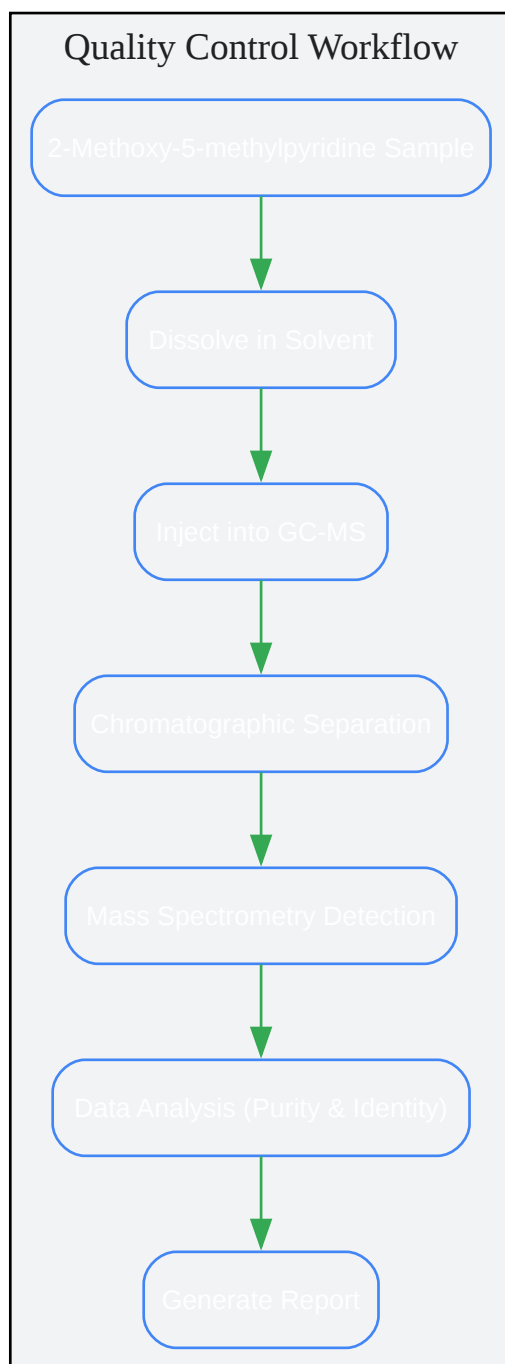 Quality Control Workflow
2-Methoxy-5-methylpyridine Sample
Dissolve in Solvent
Inject into GC-MS
Chromatographic Separation
Mass Spectrometry Detection
Data Analysis (Purity & Identity)
Generate Report